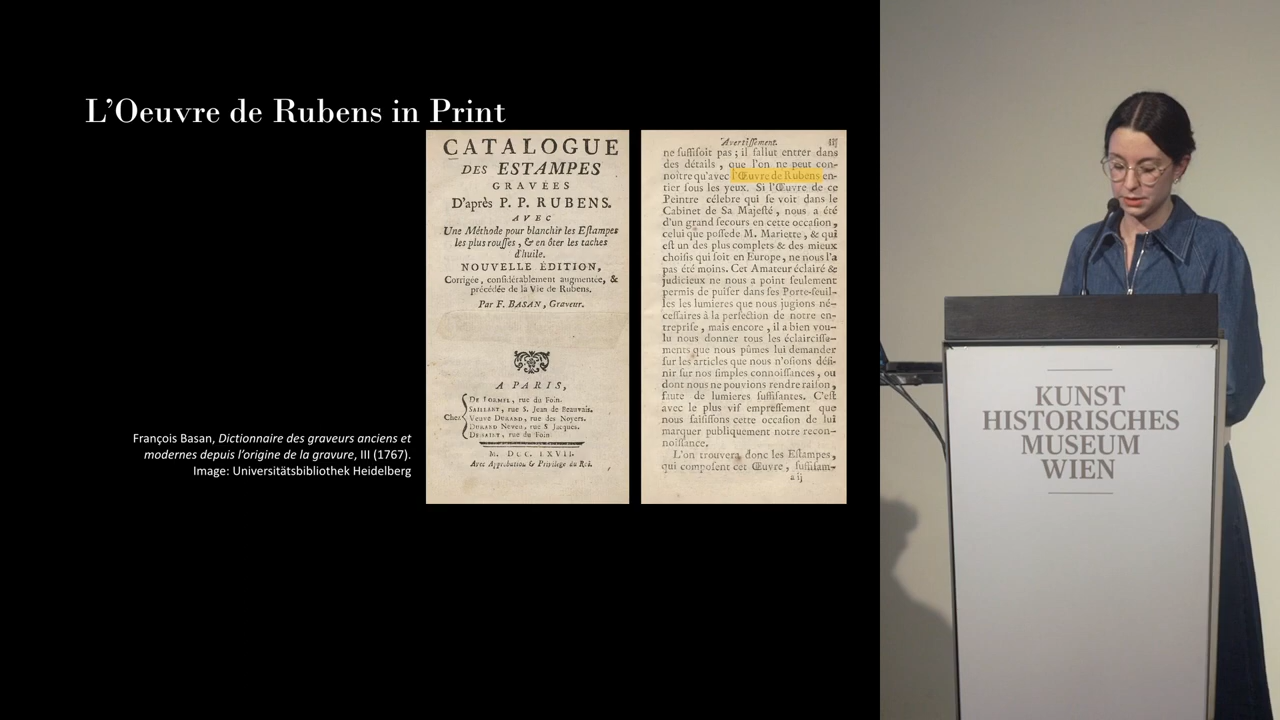 L’Oeuvre de Rubens in Print
CATALOGUE
DES ESTAMPES
GRAVÉES
D'après P. P. RUBENS.
AVEC
Une Méthode pour blanchir les Eſtampes
les plus rouſſes, & en ôter les taches
d'huile.
NOUVELLE ÉDITION,
Corrigée, conſidérablement augmentée, &
précédée de la Vie de Rubens.
Par F. BASAN, Graveur.
A PARIS,
Chez
DE LORMEL, rue du Foin.
SAILLANT, rue S. Jean de Beauvais.
Veuve DURAND, rue des Noyers.
DURAND Neveu, rue S. Jacques.
DESSAINT, rue du Foin
M. DCC. LXVII.
Avec Approbation & Privilege du Roi.
Avertiſſement. iij
ne ſuffiſoit pas ; il fallut entrer dans
des détails, que l'on ne peut con-
noître qu'avec l'Œuvre de Rubens en-
tier ſous les yeux. Si l'Œuvre de ce
Peintre célebre qui ſe voit dans le
Cabinet de Sa Majeſté, nous a été
d'un grand ſecours en cette occaſion,
celui que poſſede M. Mariette, & qui
eſt un des plus complets & des mieux
choiſis qui ſoit en Europe, ne nous l'a
pas été moins. Cet Amateur éclairé &
judicieux ne nous a point ſeulement
permis de puiſer dans ſes Porte-feuil-
les les lumieres que nous jugions né-
ceſſaires à la perfection de notre en-
trepriſe, mais encore, il a bien vou-
lu nous donner tous les éclairciſſe-
ments que nous pûmes lui demander
ſur les articles que nous n'oſions défi-
nir ſur nos ſimples connoiſſances, ou
dont nous ne pouvions rendre raiſon,
faute de lumieres ſuffiſantes. C'eſt
avec le plus vif empreſſement que
nous ſaiſiſſons cette occaſion de lui
marquer publiquement notre recon-
noiſſance.
L'on trouvera donc les Eſtampes,
qui compoſent cet Œuvre, ſuffiſam-
a ij
François Basan, Dictionnaire des graveurs anciens et
modernes depuis l’origine de la gravure, III (1767).
Image: Universitätsbibliothek Heidelberg
KUNST
HISTORISCHES
MUSEUM
WIEN